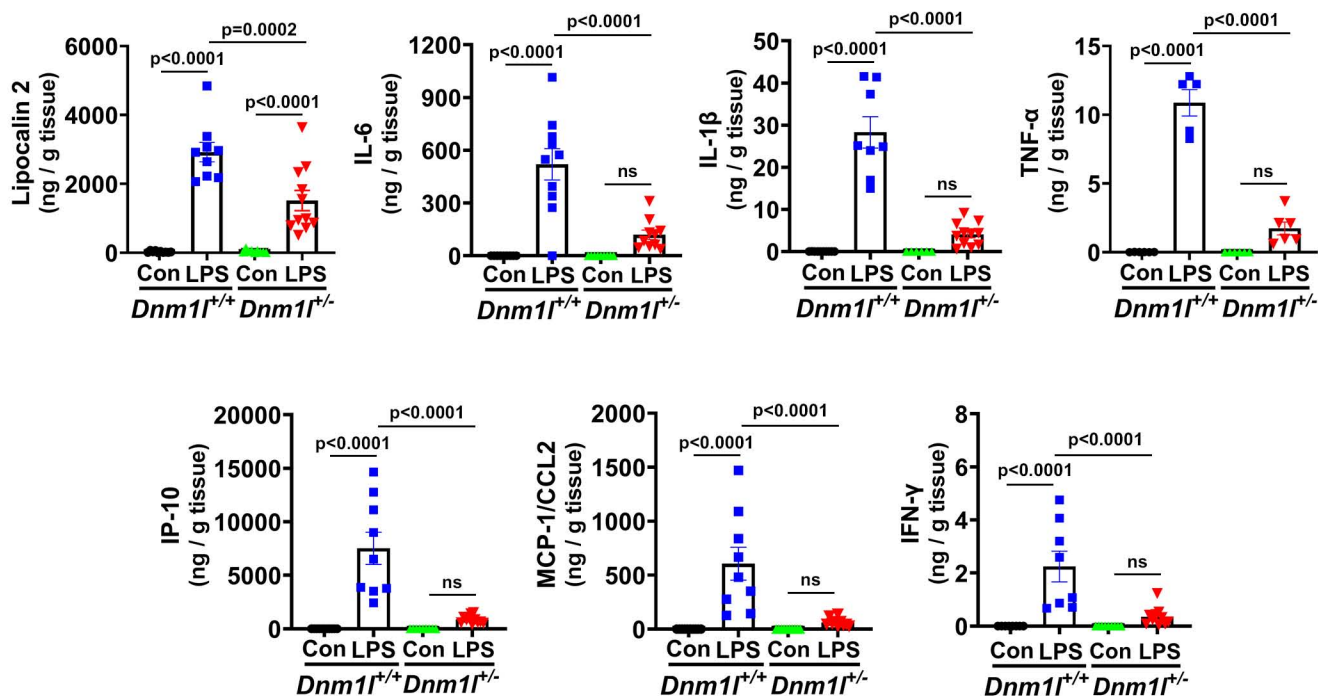 Lipocalin 2
(ng / g tissue)
6000
4000
2000
0
p<0.0001
p=0.0002
p<0.0001
Con LPS Con LPS
Dnm1l+/+ Dnm1l+/-
IL-6
(ng / g tissue)
1200
900
600
300
0
p<0.0001
p<0.0001
ns
Con LPS Con LPS
Dnm1l+/+ Dnm1l+/-
IL-1β
(ng / g tissue)
50
40
30
20
10
0
p<0.0001
p<0.0001
ns
Con LPS Con LPS
Dnm1l+/+ Dnm1l+/-
TNF-α
(ng / g tissue)
15
10
5
0
p<0.0001
p<0.0001
ns
Con LPS Con LPS
Dnm1l+/+ Dnm1l+/-
IP-10
(ng / g tissue)
20000
15000
10000
5000
0
p<0.0001
p<0.0001
ns
Con LPS Con LPS
Dnm1l+/+ Dnm1l+/-
MCP-1/CCL2
(ng / g tissue)
2000
1500
1000
500
0
p<0.0001
p<0.0001
ns
Con LPS Con LPS
Dnm1l+/+ Dnm1l+/-
IFN-γ
(ng / g tissue)
8
6
4
2
0
p<0.0001
p<0.0001
ns
Con LPS Con LPS
Dnm1l+/+ Dnm1l+/-